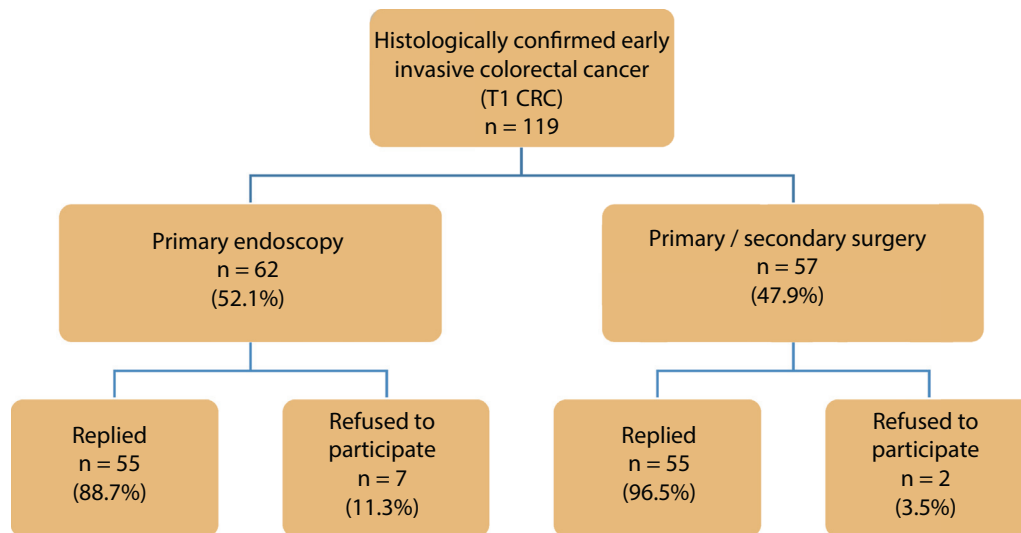 Histologically confirmed early
invasive colorectal cancer
(T1 CRC)
n = 119
Primary endoscopy
n = 62
(52.1%)
Primary / secondary surgery
n = 57
(47.9%)
Replied
n = 55
(88.7%)
Refused to
participate
n = 7
(11.3%)
Replied
n = 55
(96.5%)
Refused to
participate
n = 2
(3.5%)